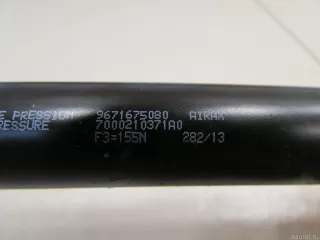 E PRESSION 9671675080 AIRAX
RESSURE 7000210371A0
F3=155N 282/13